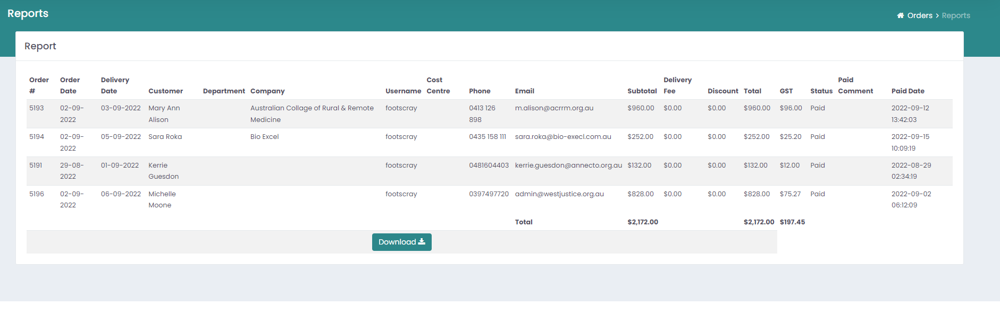 Reports
Orders > Reports
Report
Order # Order Date Delivery Date Customer Department Company Username Cost Centre Phone Email Subtotal Delivery Fee Discount Total GST Status Paid Comment Paid Date
5193 02-09-2022 03-09-2022 Mary Ann Alison Australian Collage of Rural & Remote Medicine footscray 0413 126 898 m.alison@acrrm.org.au $960.00 $0.00 $0.00 $960.00 $96.00 Paid 2022-09-12 13:42:03
5194 02-09-2022 05-09-2022 Sara Roka Bio Excel footscray 0435 158 111 sara.roka@bio-execl.com.au $252.00 $0.00 $0.00 $252.00 $25.20 Paid 2022-09-15 10:09:19
5191 29-08-2022 01-09-2022 Kerrie Guesdon footscray 0481604403 kerrie.guesdon@annecto.org.au $132.00 $0.00 $0.00 $132.00 $12.00 Paid 2022-08-29 02:34:19
5196 02-09-2022 06-09-2022 Michelle Moone footscray 0397497720 admin@westjustice.org.au $828.00 $0.00 $0.00 $828.00 $75.27 Paid 2022-09-02 06:12:09
Total $2,172.00 $2,172.00 $197.45
Download